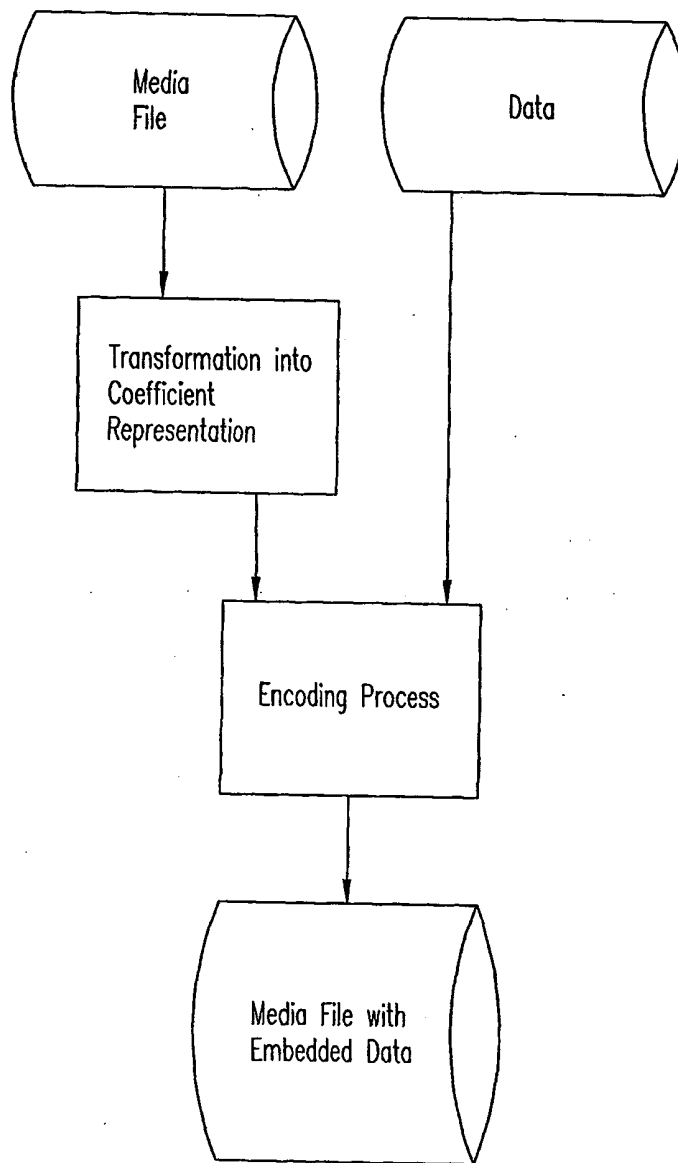 Media
File
Data
Transformation into
Coefficient
Representation
Encoding Process
Media File with
Embedded Data